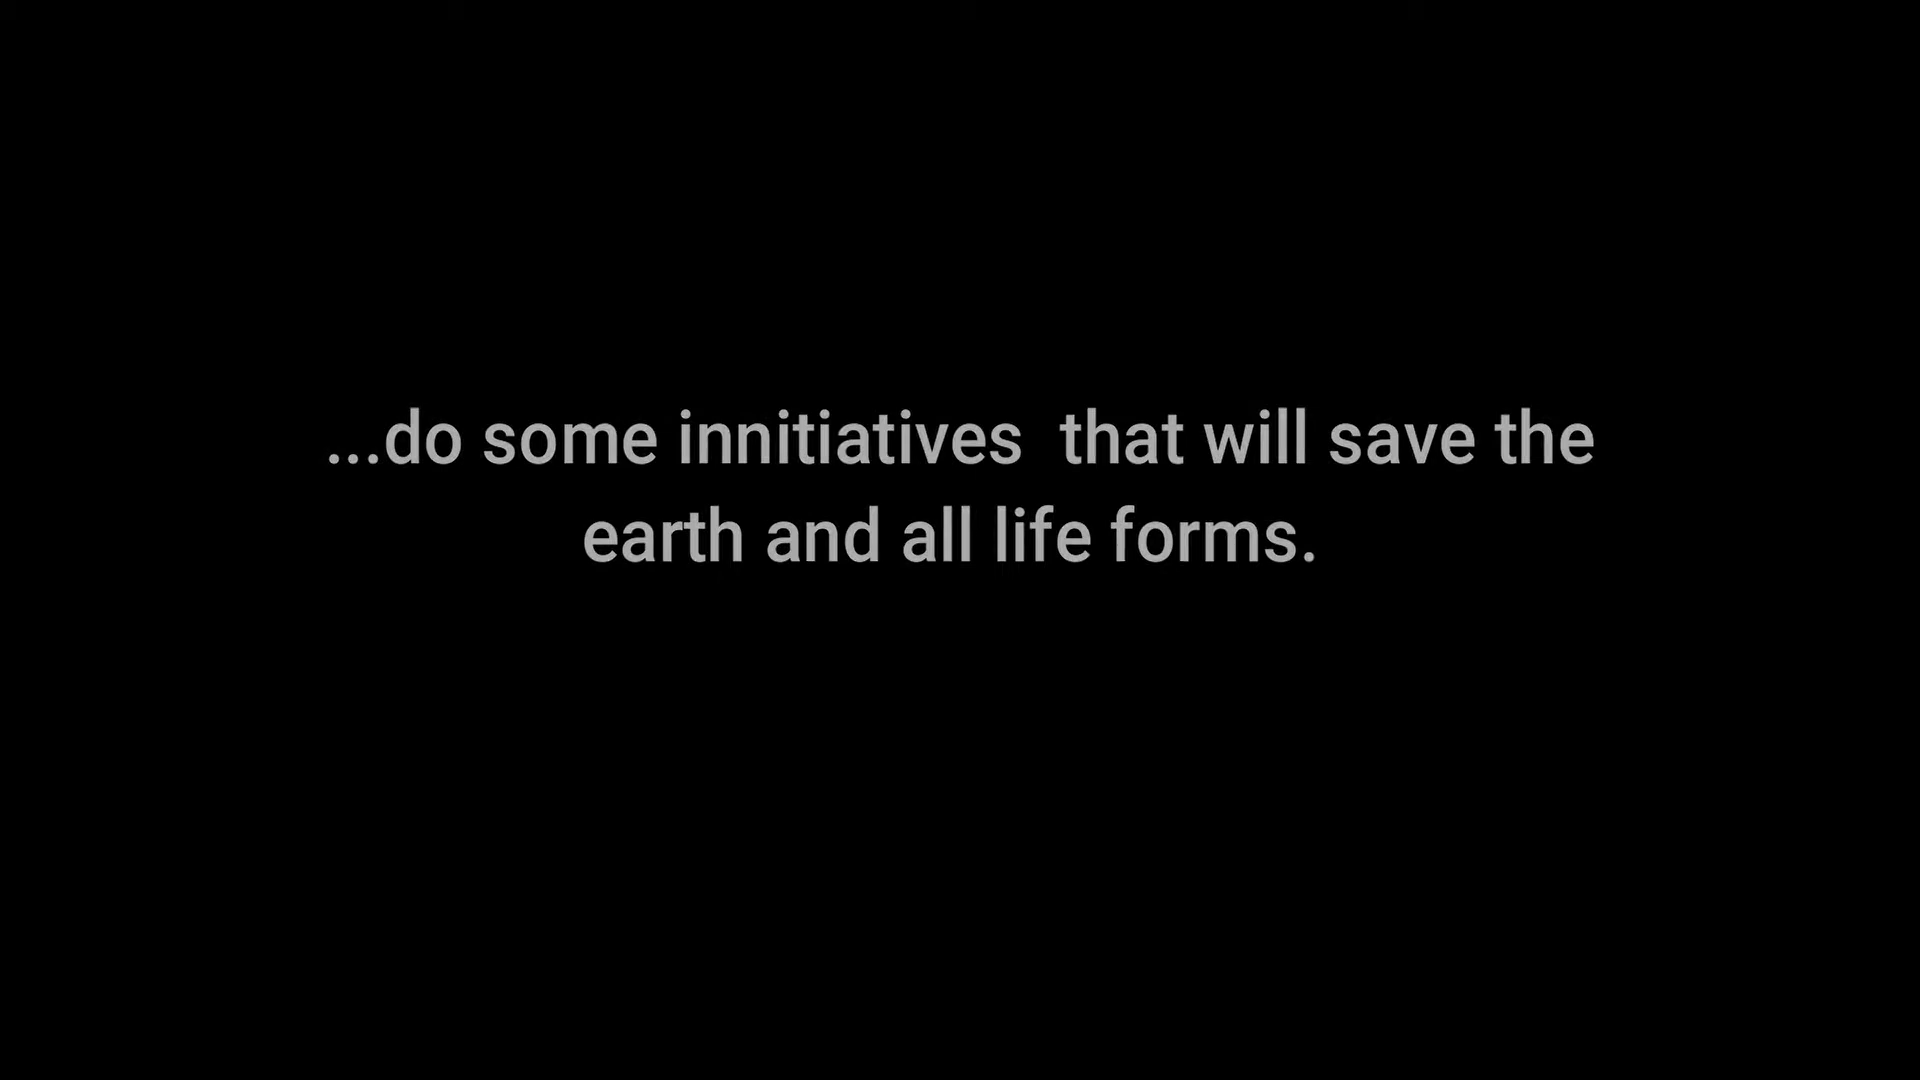 ...do some innitiatives  that will save the
earth and all life forms.